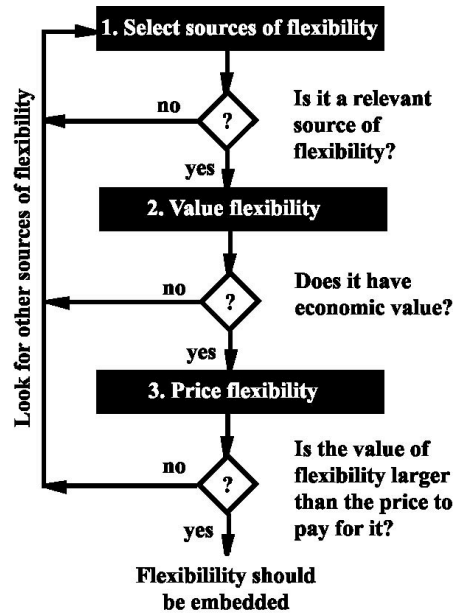 1. Select sources of flexibility
no
?
Is it a relevant
source of
flexibility?
yes
2. Value flexibility
no
?
Does it have
economic value?
yes
3. Price flexibility
no
?
Is the value of
flexibility larger
than the price to
pay for it?
yes
Flexibilility should
be embedded
Look for other sources of flexibility